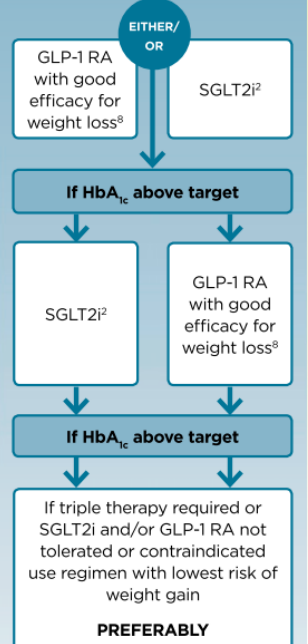 EITHER/
OR
GLP-1 RA
with good
efficacy for
weight loss⁸
SGLT2i²
If HbA₁c above target
SGLT2i²
GLP-1 RA
with good
efficacy for
weight loss⁸
If HbA₁c above target
If triple therapy required or
SGLT2i and/or GLP-1 RA not
tolerated or contraindicated
use regimen with lowest risk of
weight gain
PREFERABLY